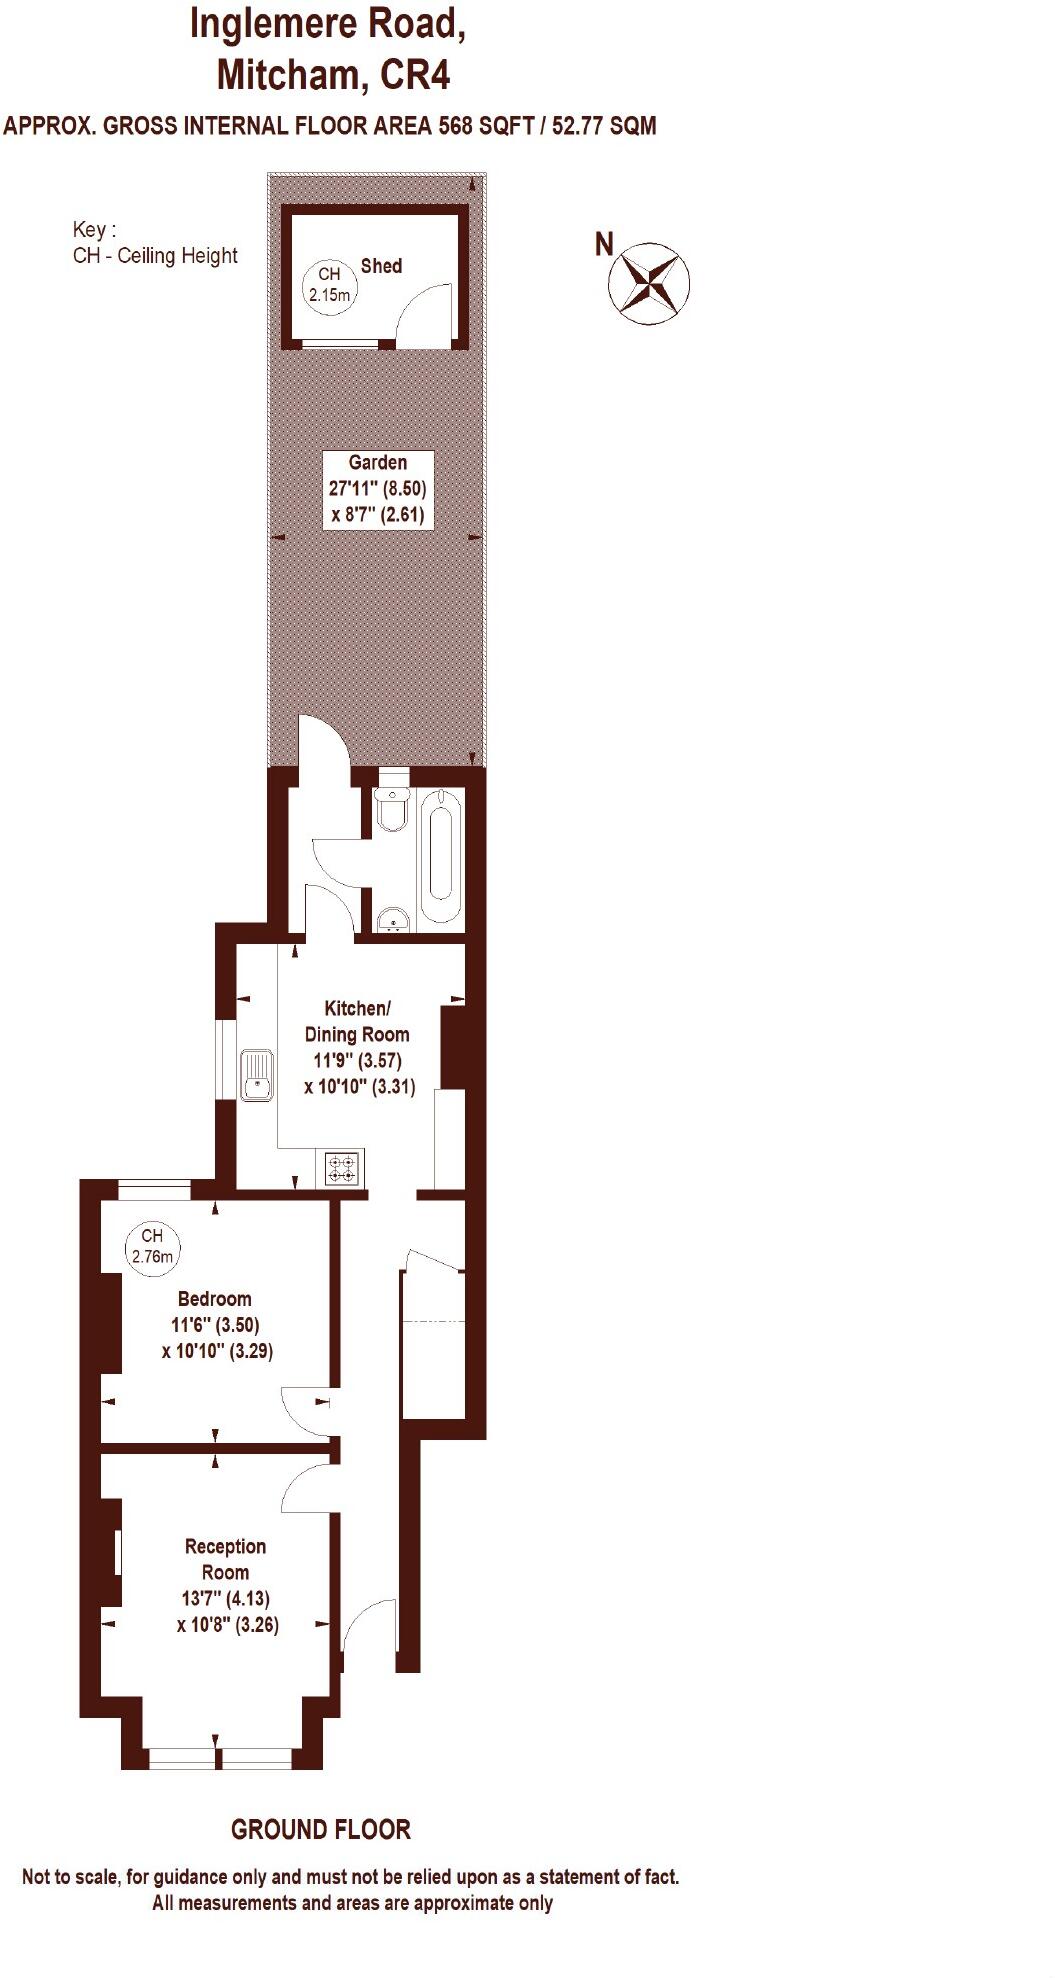 Inglemere Road,
Mitcham, CR4
APPROX. GROSS INTERNAL FLOOR AREA 568 SQFT / 52.77 SQM
Key :
CH - Ceiling Height
N
CH
2.15m
Shed
Garden
27'11" (8.50)
x 8'7" (2.61)
Kitchen/
Dining Room
11'9" (3.57)
x 10'10" (3.31)
CH
2.76m
Bedroom
11'6" (3.50)
x 10'10" (3.29)
Reception
Room
13'7" (4.13)
x 10'8" (3.26)
GROUND FLOOR
Not to scale, for guidance only and must not be relied upon as a statement of fact.
All measurements and areas are approximate only